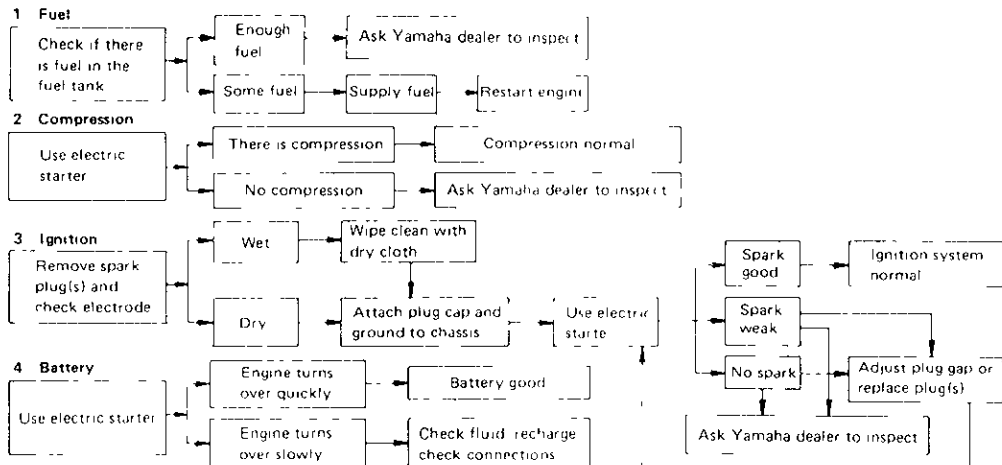 1 Fuel
Check if there
is fuel in the
fuel tank
Enough
fuel
Ask Yamaha dealer to inspect
Some fuel
Supply fuel
Restart engine
2 Compression
Use electric
starter
There is compression
Compression normal
No compression
Ask Yamaha dealer to inspect
3 Ignition
Remove spark
plug(s) and
check electrode
Wet
Wipe clean with
dry cloth
Dry
Attach plug cap and
ground to chassis
Use electric
starte
Spark
good
Ignition system
normal
Spark
weak
No spark
Adjust plug gap or
replace plug(s)
Ask Yamaha dealer to inspect
4 Battery
Use electric starter
Engine turns
over quickly
Battery good
Engine turns
over slowly
Check fluid, recharge
check connections